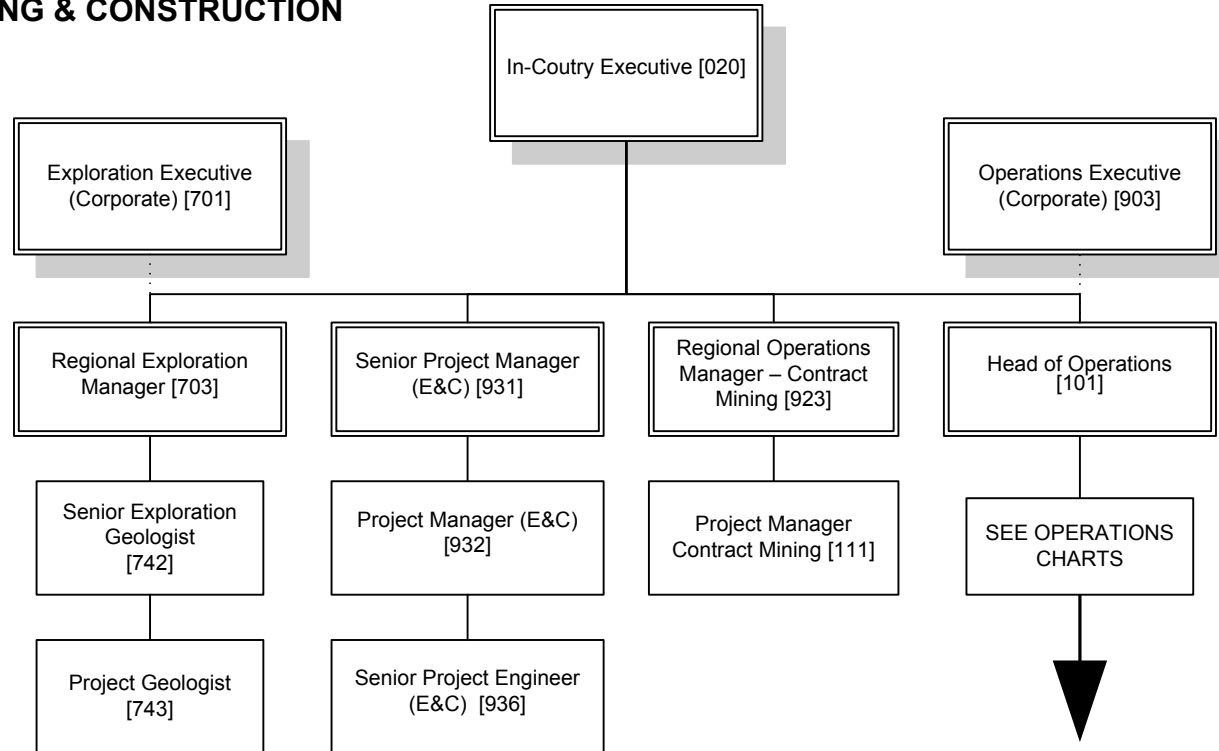 NG & CONSTRUCTION
In-Coutry Executive [020]
Exploration Executive
(Corporate) [701]
Operations Executive
(Corporate) [903]
Regional Exploration
Manager [703]
Senior Project Manager
(E&C) [931]
Regional Operations
Manager – Contract
Mining [923]
Head of Operations
[101]
Senior Exploration
Geologist
[742]
Project Manager (E&C)
[932]
Project Manager
Contract Mining [111]
SEE OPERATIONS
CHARTS
Project Geologist
[743]
Senior Project Engineer
(E&C) [936]